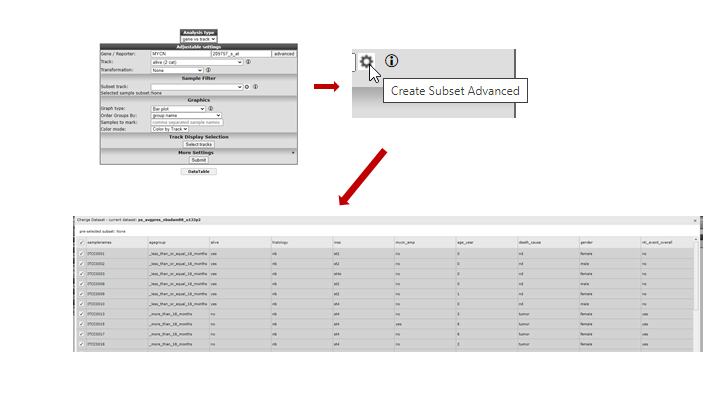 Analysis type
gene vs track
Adjustable settings
Gene / Reporter: MYCN 209757_s_at advanced
Track: alive (2 cat)
Transformation: None
Sample Filter
Subset track:
Selected sample subset:None
Graphics
Graph type: Bar plot
Order Groups By: group name
Samples to mark: comma separated sample names
Color mode: Color by Track
Track Display Selection
Select tracks
More Settings
Submit
DataTable
Create Subset Advanced
Change Dataset - current dataset: ps_avgpres_nbadam88_u133p2
pre-selected subset: None
samplenames agegroup alive histology inss mycn_amp age_year death_cause gender nti_event_overall
ITCC0001 _less_than_or_equal_18_months yes nb st1 no 0 nd female no
ITCC0002 _less_than_or_equal_18_months yes nb st2 no 0 nd male no
ITCC0003 _less_than_or_equal_18_months yes nb st4s no 0 nd female yes
ITCC0008 _less_than_or_equal_18_months yes nb st2 no 0 nd male no
ITCC0009 _less_than_or_equal_18_months yes nb st2 no 1 nd female no
ITCC0010 _less_than_or_equal_18_months yes nb st4 no 0 nd male no
ITCC0013 _more_than_18_months no nb st4 no 3 tumor female yes
ITCC0015 _more_than_18_months no nb st4 yes tumor female yes
ITCC0017 _more_than_18_months no nb st4 no tumor female yes
ITCC0018 _more_than_18_months no nb st4 no 2 tumor male yes